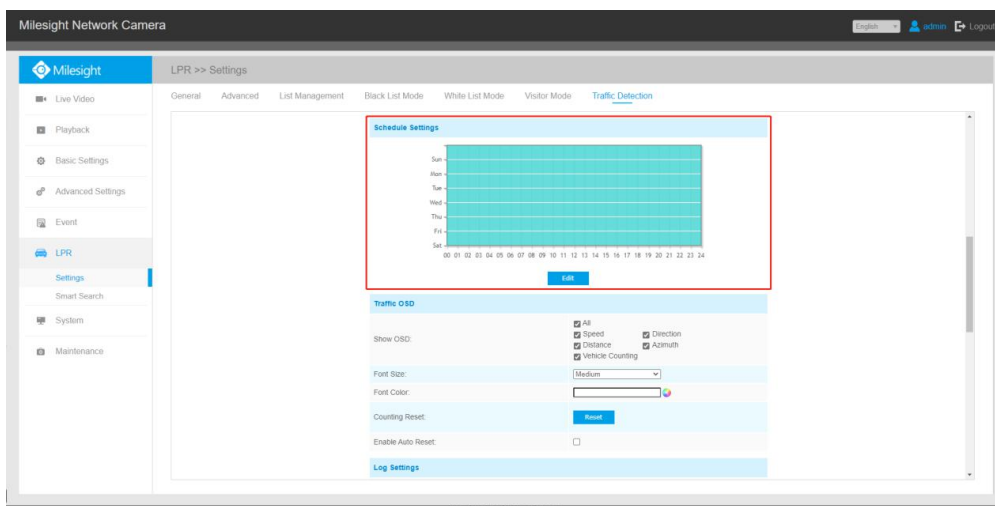 Milesight Network Camera
English
admin
Logout
Milesight
LPR >> Settings
Live Video
Playback
Basic Settings
Advanced Settings
Event
LPR
Settings
Smart Search
System
Maintenance
General Advanced List Management Black List Mode White List Mode Visitor Mode Traffic Detection
Schedule Settings
Sun
Mon
Tue
Wed
Thu
Fri
Sat
00 01 02 03 04 05 06 07 08 09 10 11 12 13 14 15 16 17 18 19 20 21 22 23 24
Edit
Traffic OSD
Show OSD:
All
Speed Direction
Distance Azimuth
Vehicle Counting
Font Size: Medium
Font Color:
Counting Reset: Reset
Enable Auto Reset:
Log Settings